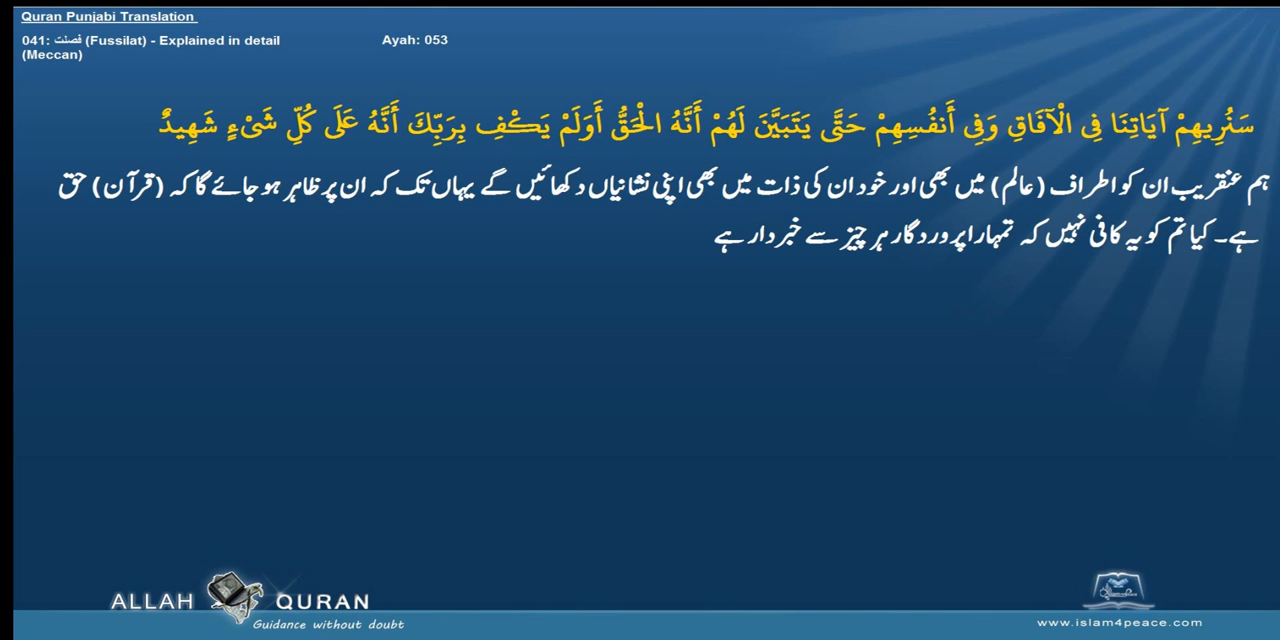 Quran Punjabi Translation
041: فصلت (Fussilat) - Explained in detail
(Meccan)
Ayah: 053
سَنُرِيهِمْ آيَاتِنَا فِي الْآفَاقِ وَفِي أَنفُسِهِمْ حَتَّى يَتَبَيَّنَ لَهُمْ أَنَّهُ الْحَقُّ أَوَلَمْ يَكْفِ بِرَبِّكَ أَنَّهُ عَلَى كُلِّ شَيْءٍ شَهِيدٌ
ہم عنقریب ان کو اطراف (عالم) میں بھی اور خود ان کی ذات میں بھی اپنی نشانیاں دکھائیں گے یہاں تک کہ ان پر ظاہر ہو جائے گا کہ (قرآن) حق
ہے۔ کیا تم کو یہ کافی نہیں کہ تمہارا پروردگار ہر چیز سے خبردار ہے
ALLAH QURAN
Guidance without doubt
www.islam4peace.com